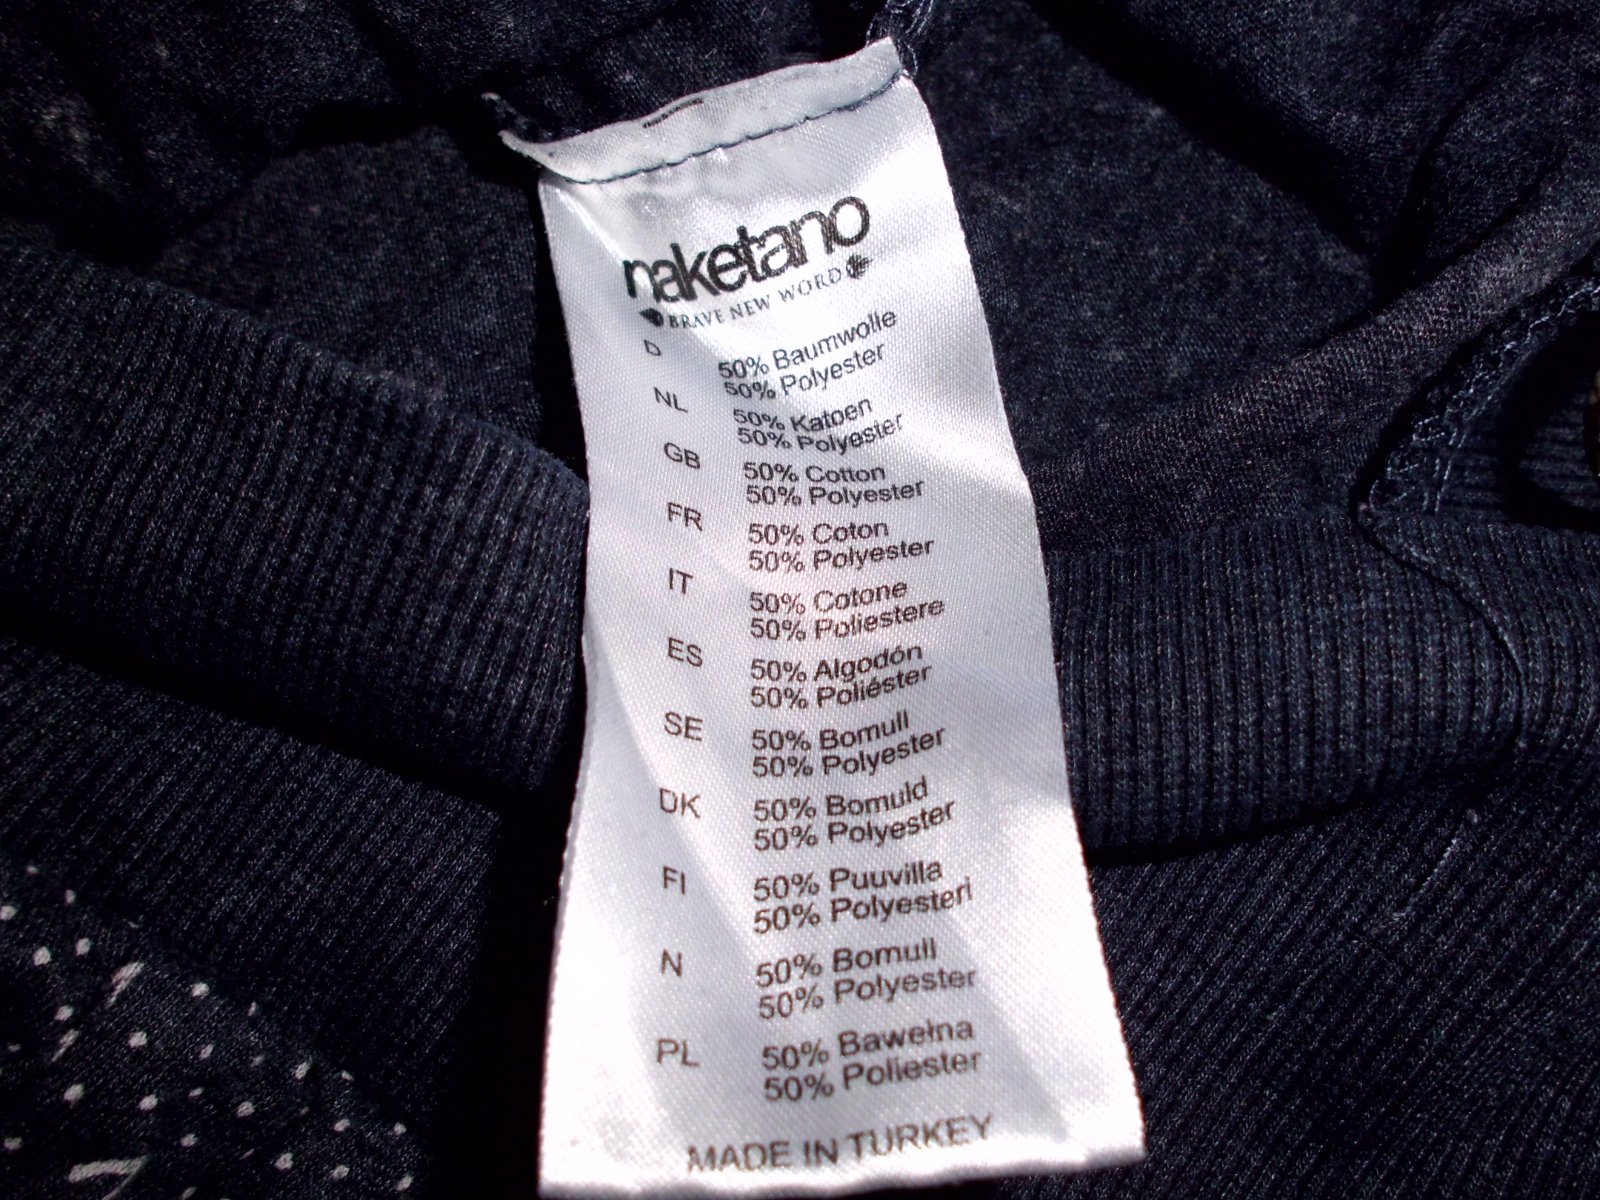 naketano
BRAVE NEW WORD
D 50% Baumwolle
50% Polyester
NL 50% Katoen
50% Polyester
GB 50% Cotton
50% Polyester
FR 50% Coton
50% Polyester
IT 50% Cotone
50% Poliestere
ES 50% Algodón
50% Poliéster
SE 50% Bomull
50% Polyester
DK 50% Bomuld
50% Polyester
FI 50% Puuvilla
50% Polyesteri
N 50% Bomull
50% Polyester
PL 50% Bawełna
50% Poliester
MADE IN TURKEY